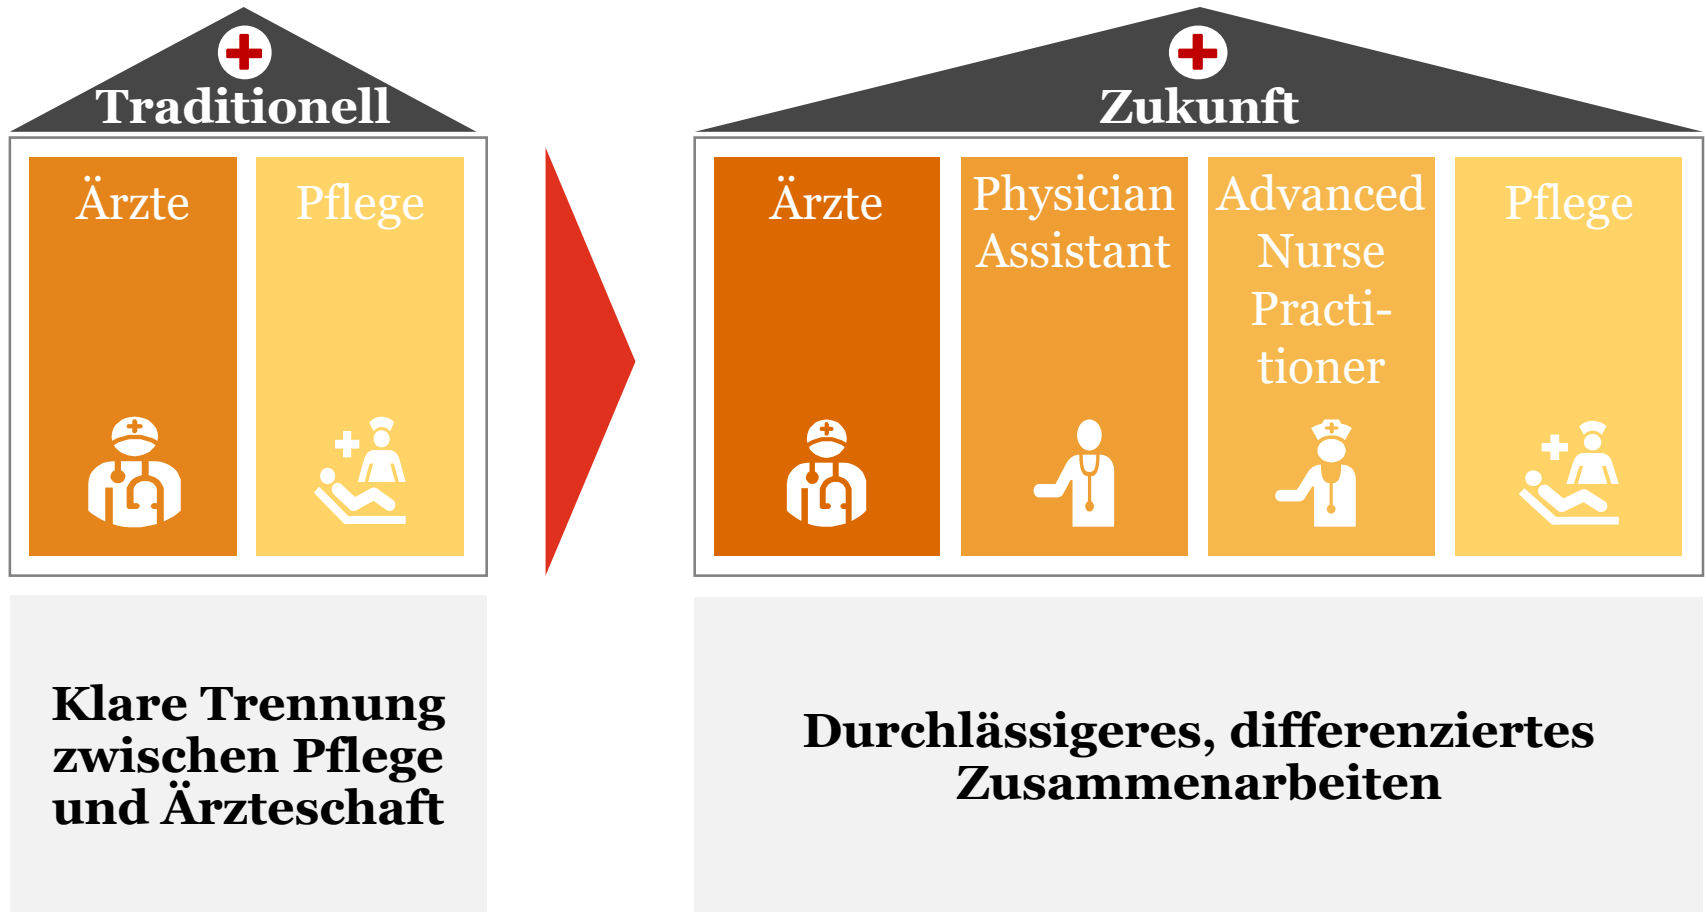 Traditionell
Ärzte
Pflege
Klare Trennung
zwischen Pflege
und Ärzteschaft
Zukunft
Ärzte
Physician
Assistant
Advanced
Nurse
Practi-
tioner
Pflege
Durchlässigeres, differenziertes
Zusammenarbeiten